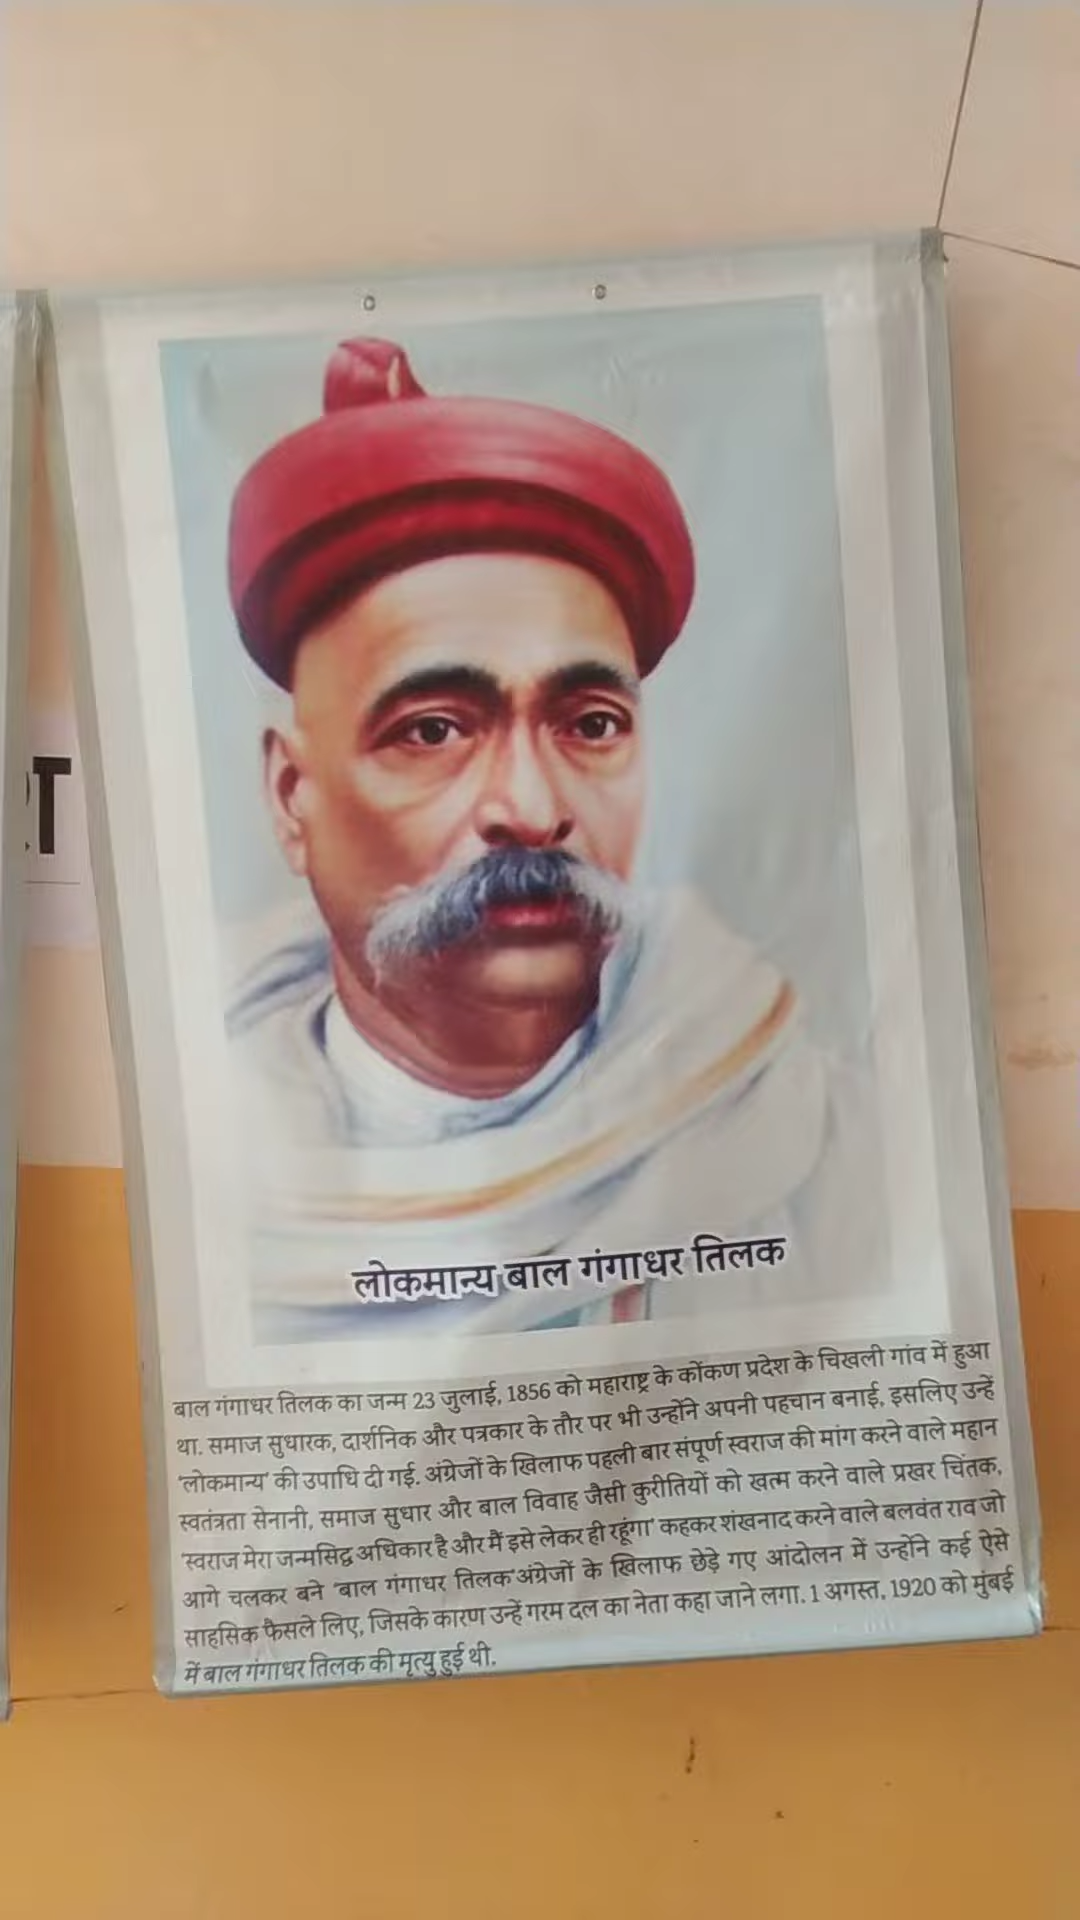 लोकमान्य बाल गंगाधर तिलक
बाल गंगाधर तिलक का जन्म 23 जुलाई, 1856 को महाराष्ट्र के कोंकण प्रदेश के चिखली गांव में हुआ
था. समाज सुधारक, दार्शनिक और पत्रकार के तौर पर भी उन्होंने अपनी पहचान बनाई, इसलिए उन्हें
'लोकमान्य' की उपाधि दी गई. अंग्रेजों के खिलाफ पहली बार संपूर्ण स्वराज की मांग करने वाले महान
स्वतंत्रता सेनानी, समाज सुधार और बाल विवाह जैसी कुरीतियों को खत्म करने वाले प्रखर चिंतक,
'स्वराज मेरा जन्मसिद्ध अधिकार है और मैं इसे लेकर ही रहूंगा' कहकर शंखनाद करने वाले बलवंत राव जो
आगे चलकर बने 'बाल गंगाधर तिलक'अंग्रेजों के खिलाफ छेड़े गए आंदोलन में उन्होंने कई ऐसे
साहसिक फैसले लिए, जिसके कारण उन्हें गरम दल का नेता कहा जाने लगा. 1 अगस्त, 1920 को मुंबई
में बाल गंगाधर तिलक की मृत्यु हुई थी.